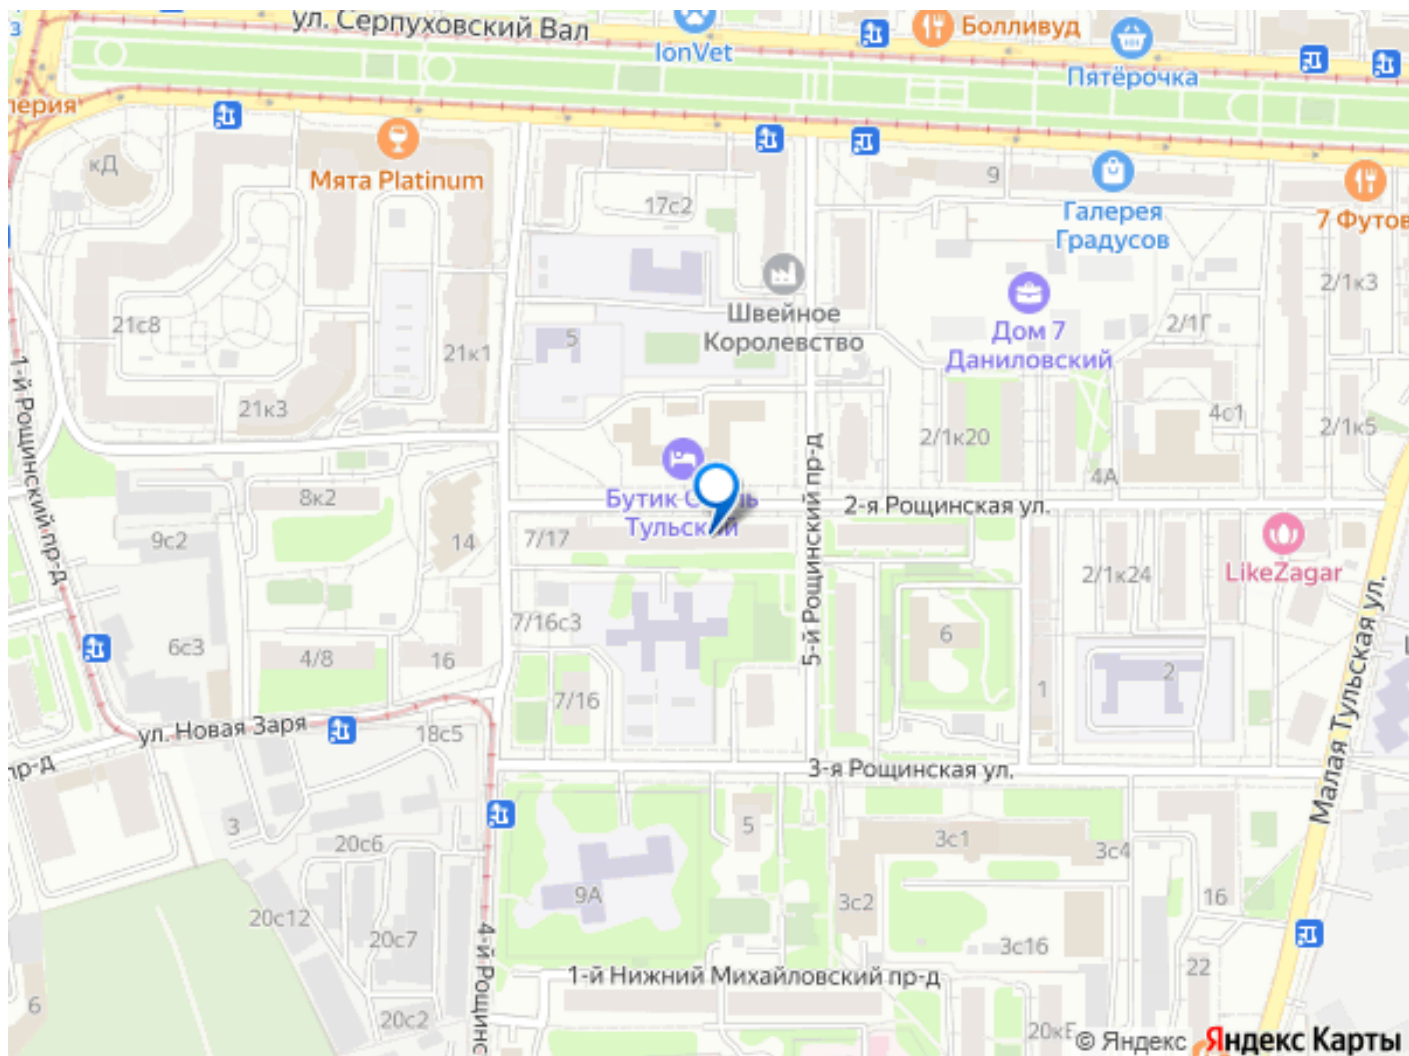 ул. Серпуховский Вал
3
IonVet
Болливуд
Пятёрочка
лерия
кД
Мята Platinum
17с2
9
Галерея
Градусов
7 Футов
2/1к3
Швейное
Королевство
Дом 7
Даниловский
2/1Г
21с8
5
21к1
21к3
1-й Рощинский пр-д
4с1
2/1к20
2/1к5
4А
5-й Рощинский пр-д
8к2
Бутик
Тульский
2-я Рощинская ул.
9с2
14
7/17
LikeZagar
2/1к24
7/16с3
6
6с3
4/8
16
2
1
7/16
Малая Тульская ул.
ул. Новая Заря
18с5
пр-д
3-я Рощинская ул.
3
20с6
5
3с1
3с4
9А
3с2
16
20с12
20с7
3с16
4-й Рощинс
1-й Нижний Михайловский пр-д
22
6
20с2
20кЕ
© Яндекс Яндекс Карты